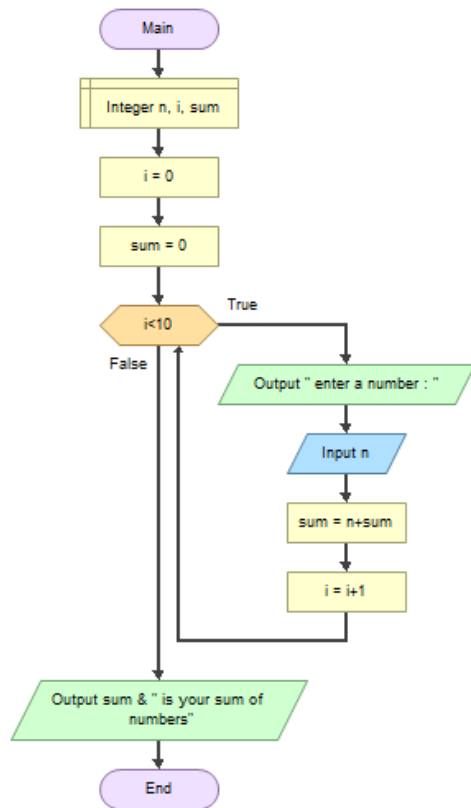 Main
Integer n, i, sum
i = 0
sum = 0
i<10
True
False
Output " enter a number : "
Input n
sum = n+sum
i = i+1
Output sum & " is your sum of
numbers"
End